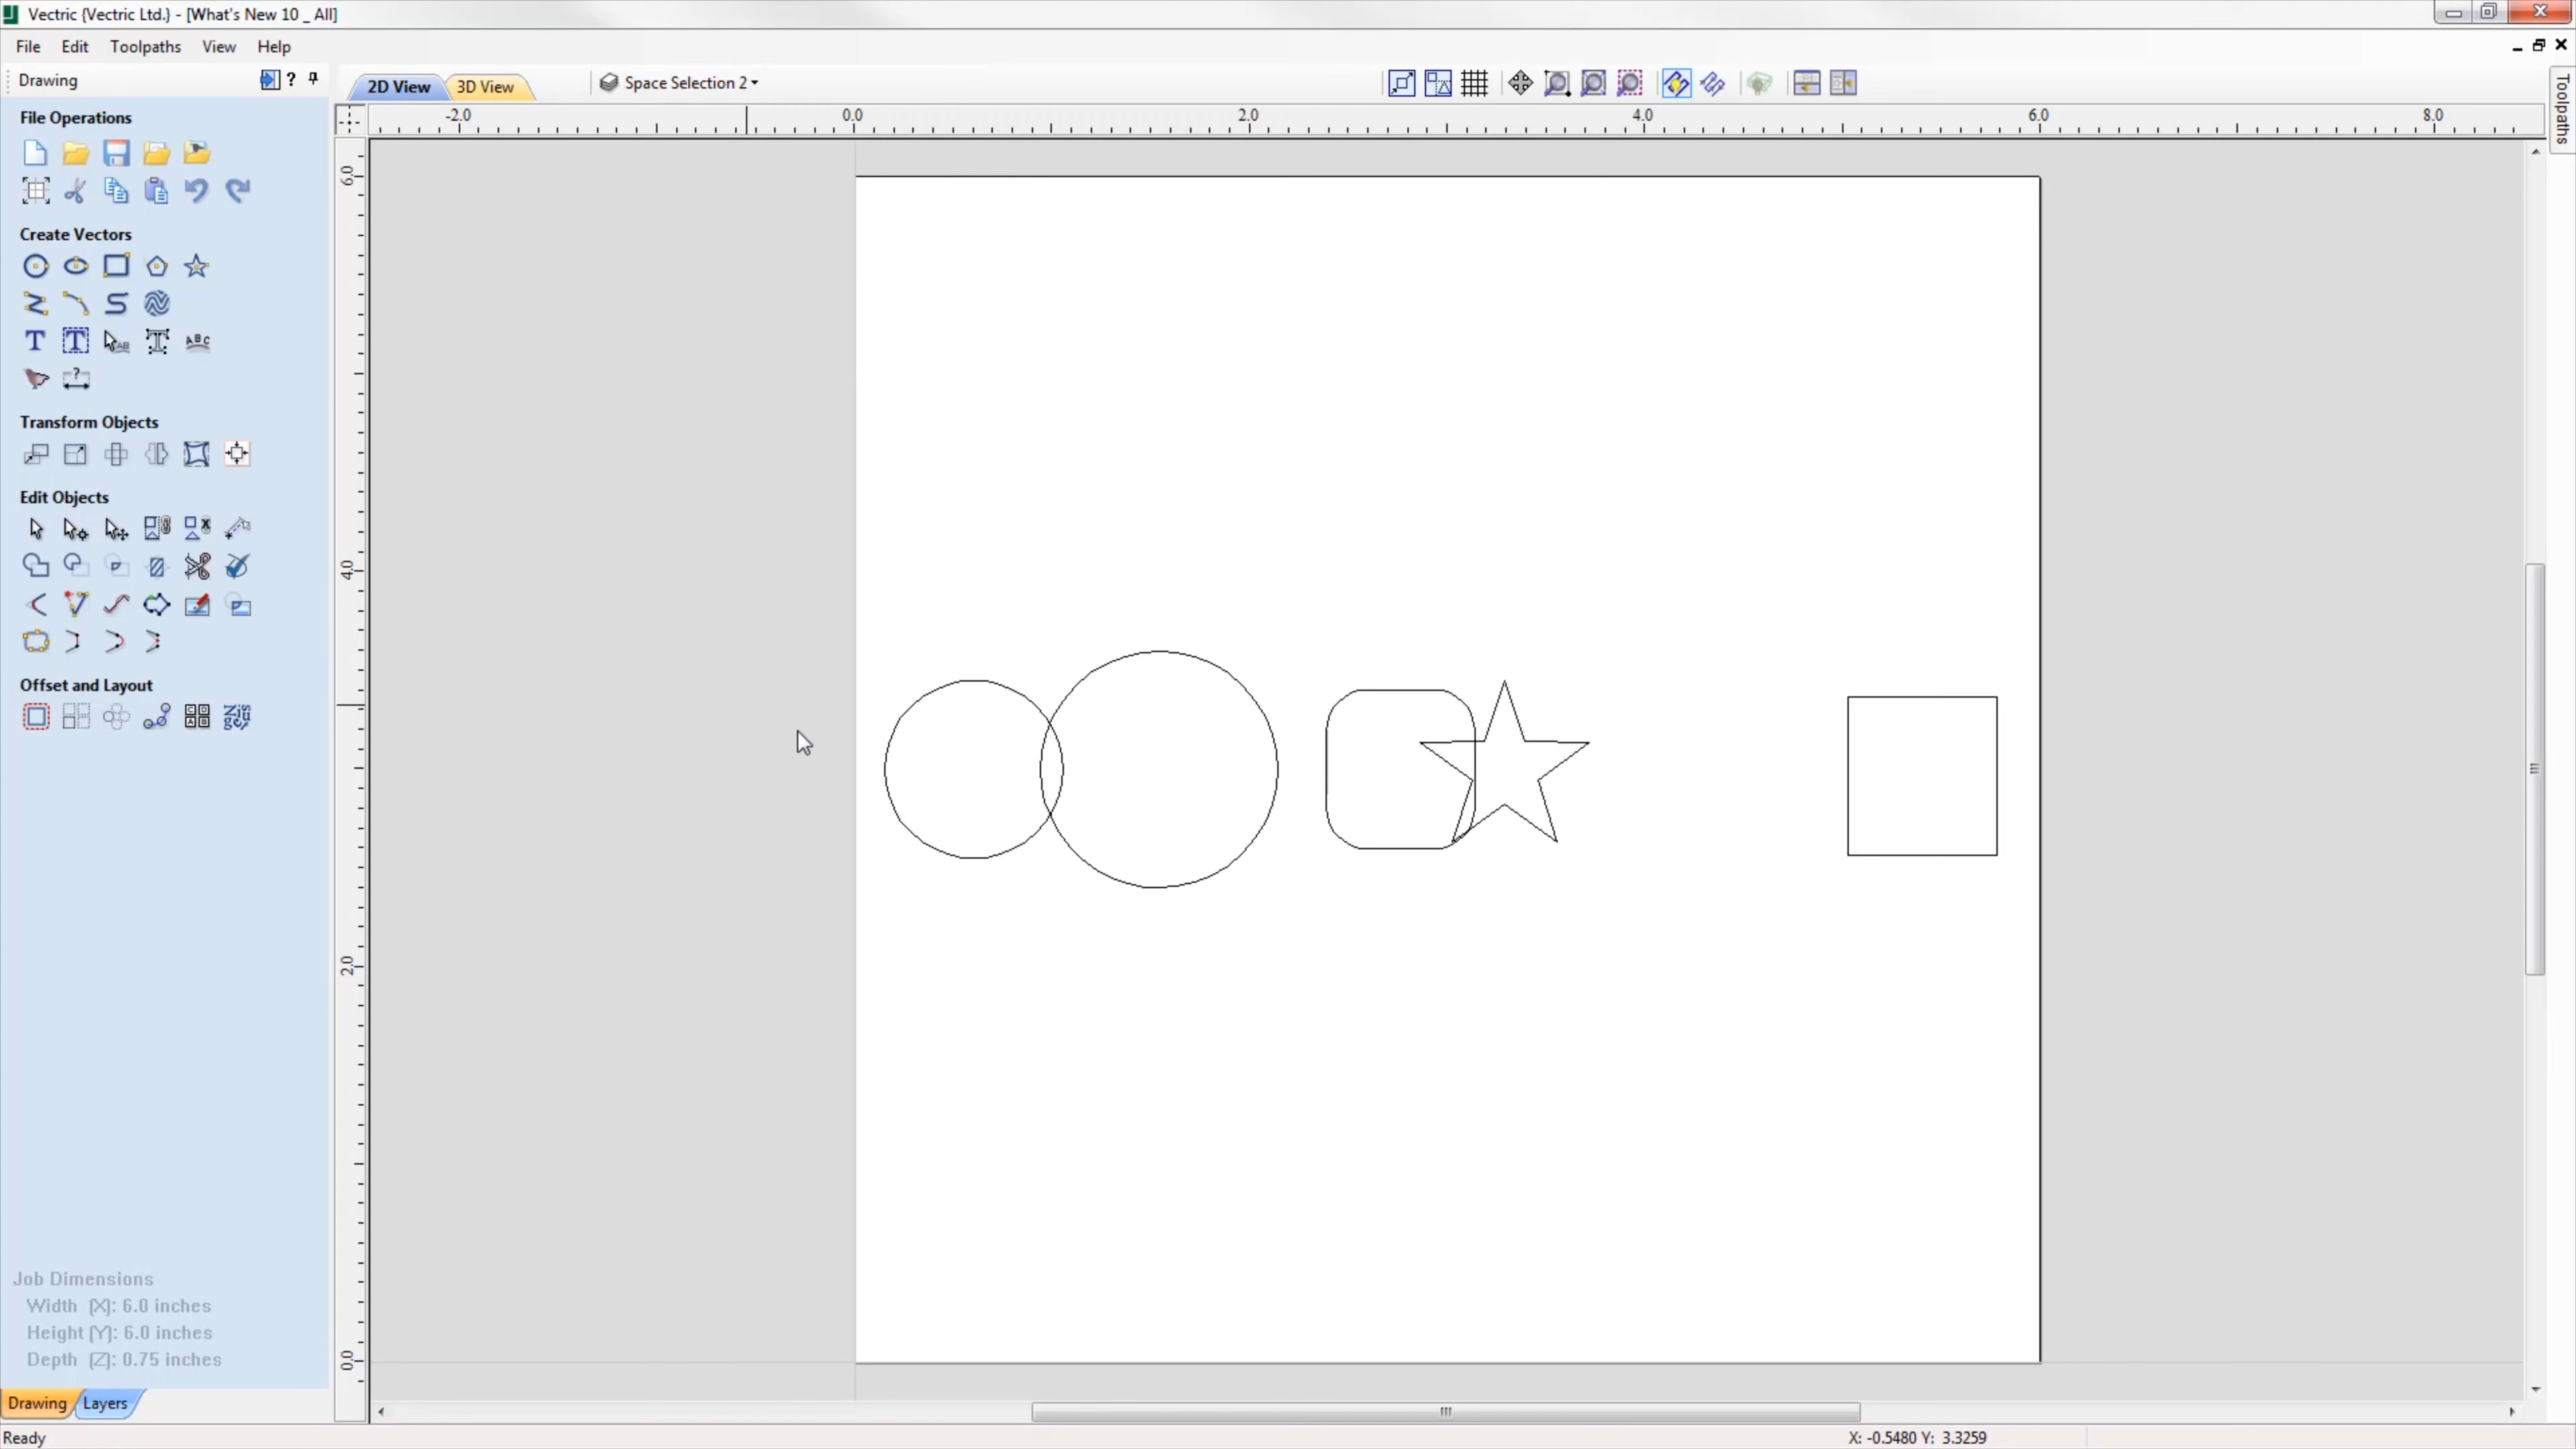 Vectric {Vectric Ltd.} - [What's New 10 _ All]
File Edit Toolpaths View Help
Drawing
2D View 3D View Space Selection 2
Toolpaths
File Operations
-2.0 0.0 2.0 4.0 6.0 8.0
6.0
Create Vectors
Transform Objects
Edit Objects
4.0
Offset and Layout
2.0
Job Dimensions
Width (X): 6.0 inches
Height (Y): 6.0 inches
Depth (Z): 0.75 inches
0.0
Drawing Layers
Ready
X: -0.5480 Y: 3.3259